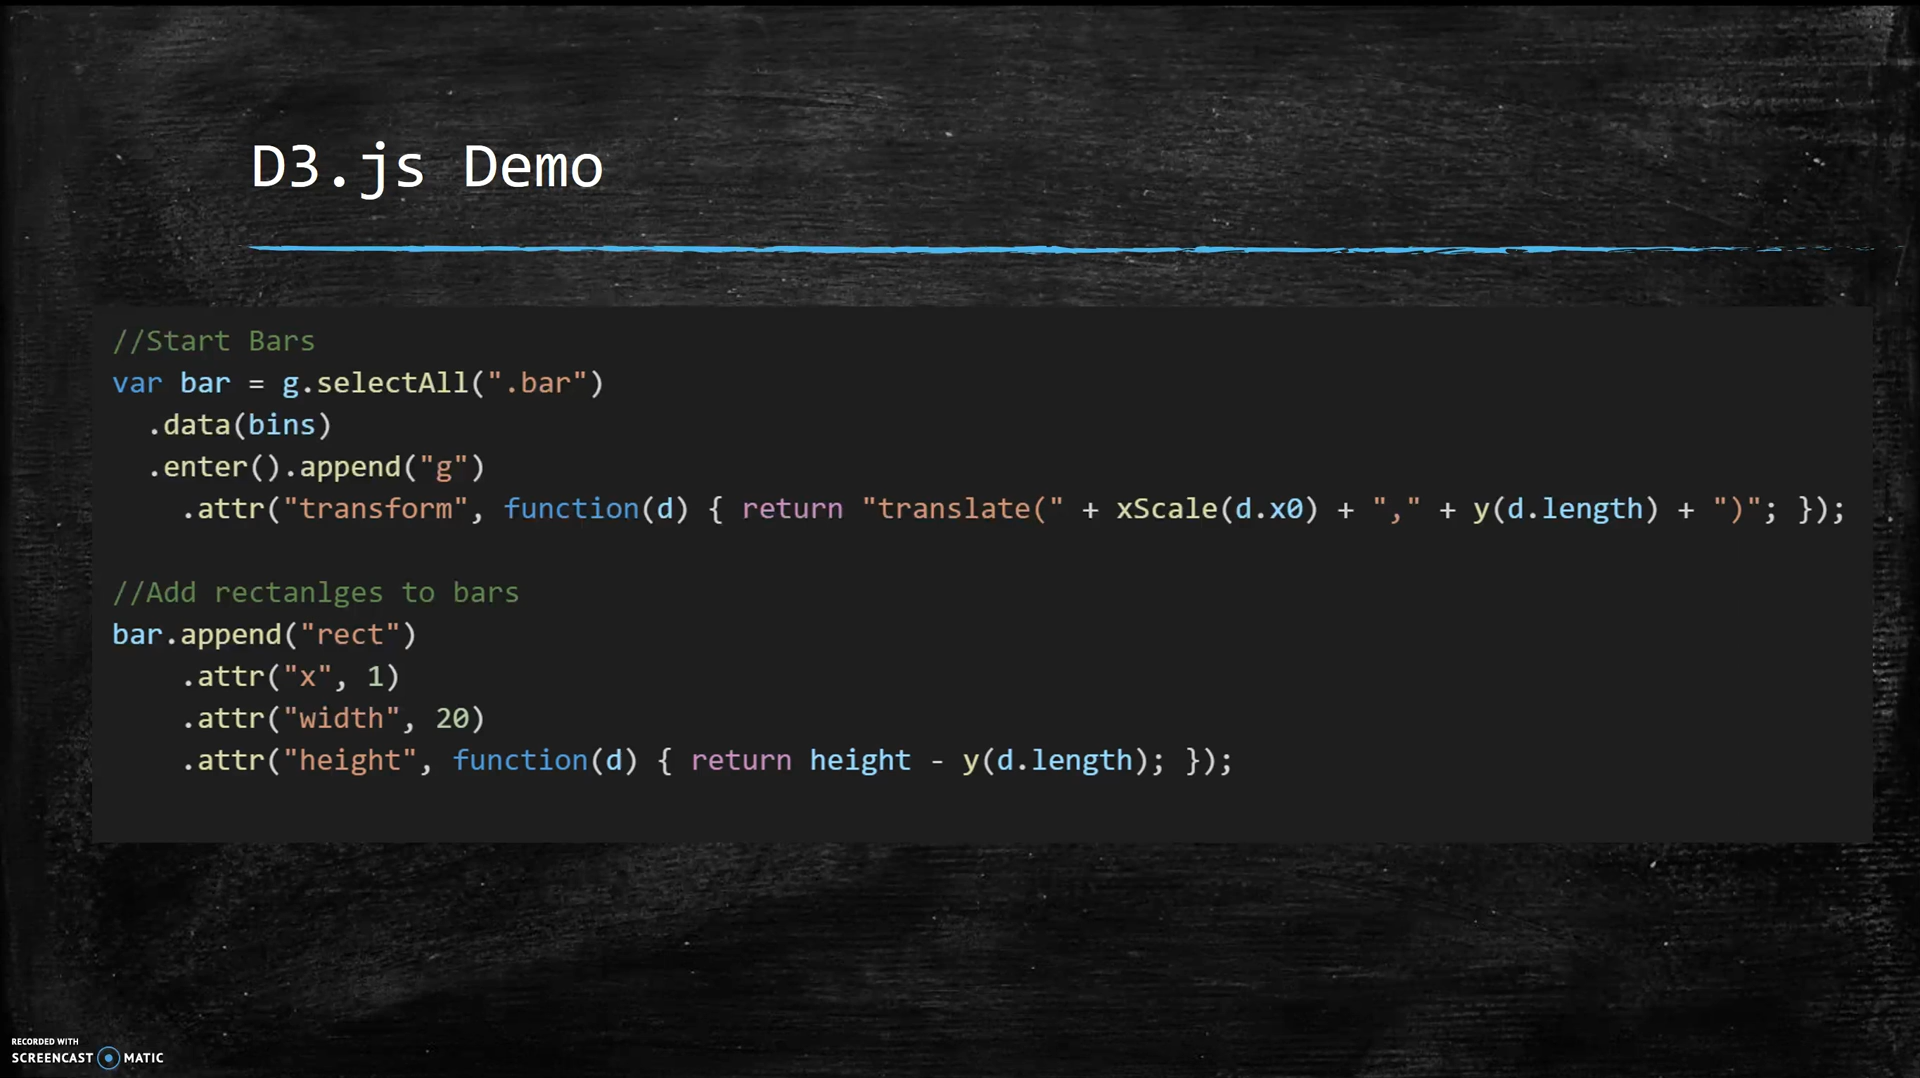 D3.js Demo
//Start Bars
var bar = g.selectAll(".bar")
  .data(bins)
  .enter().append("g")
    .attr("transform", function(d) { return "translate(" + xScale(d.x0) + "," + y(d.length) + ")"; });
//Add rectanlges to bars
bar.append("rect")
    .attr("x", 1)
    .attr("width", 20)
    .attr("height", function(d) { return height - y(d.length); });
RECORDED WITH
SCREENCAST MATIC